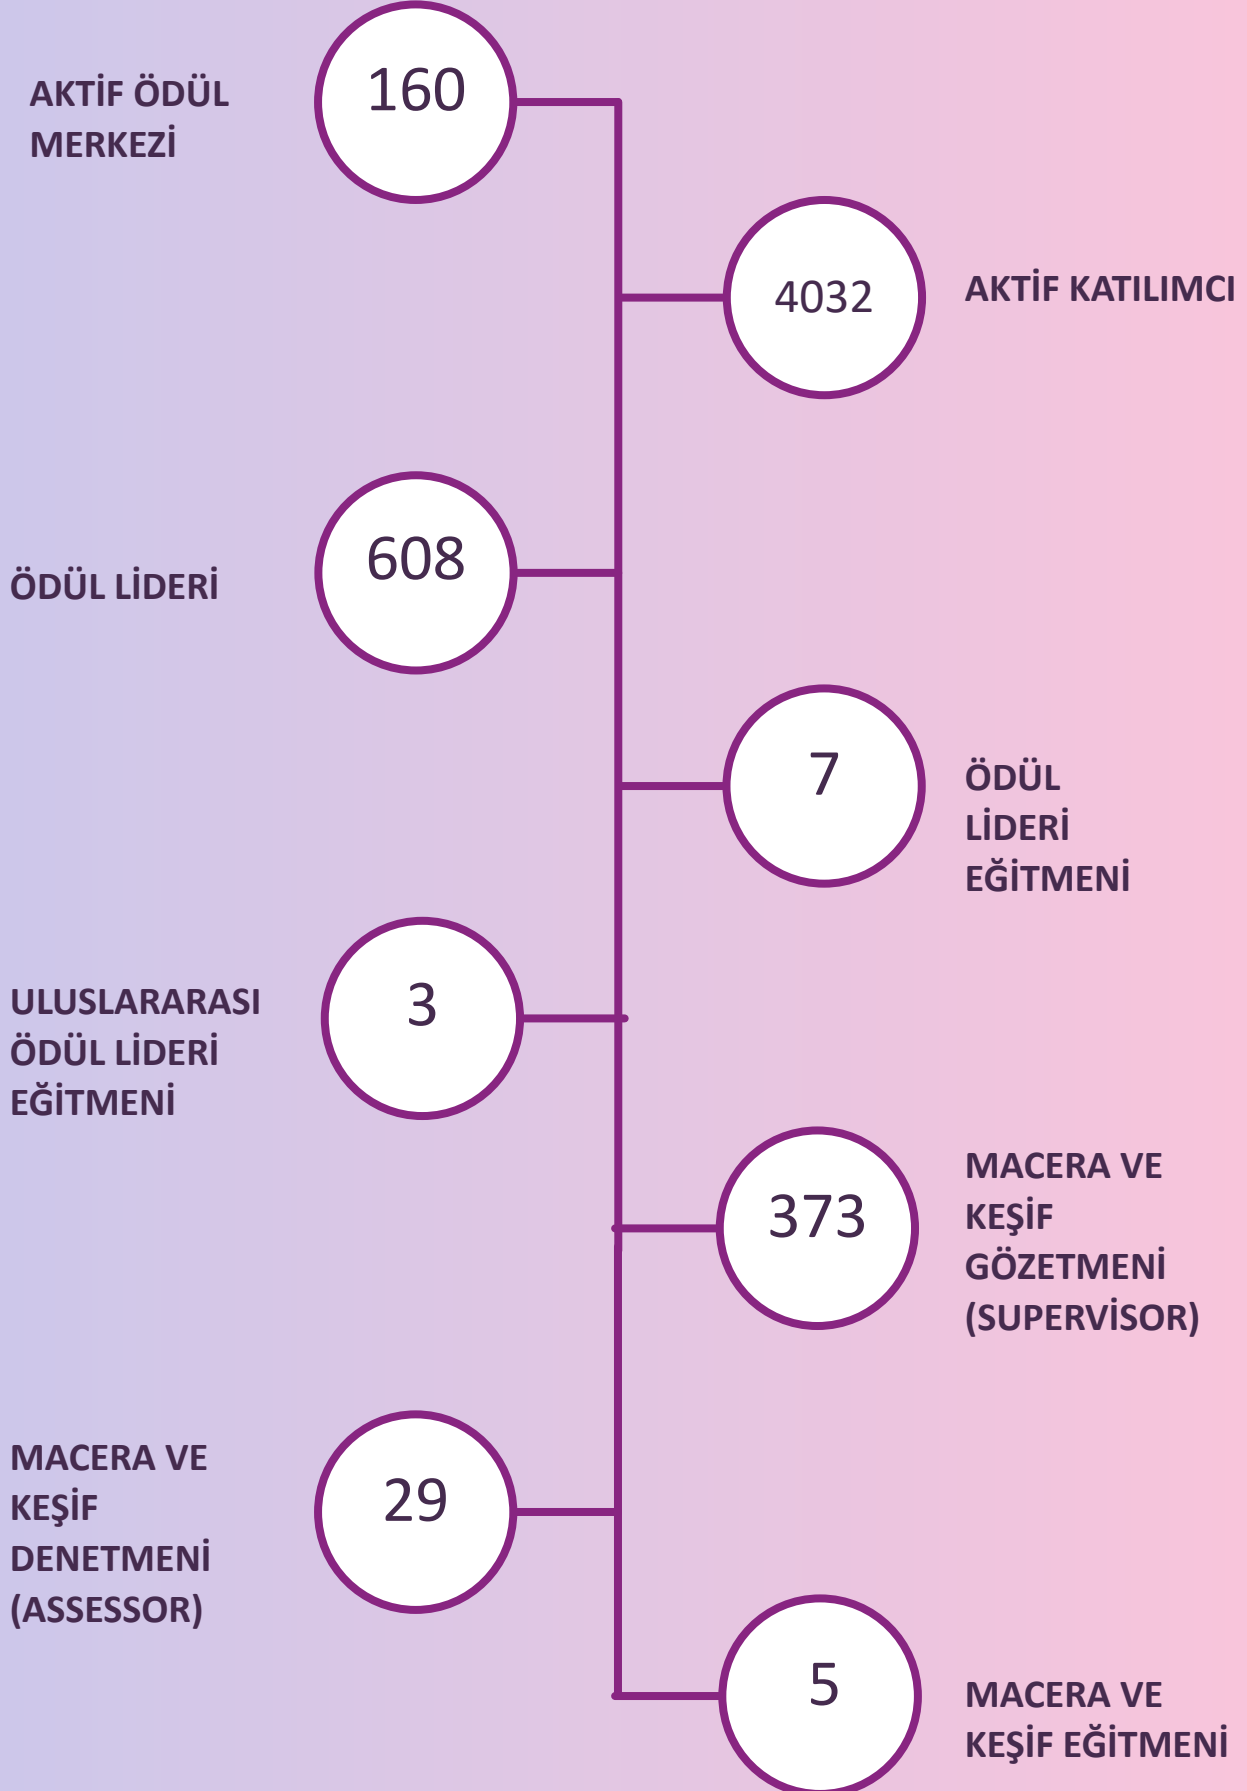 160
AKTİF ÖDÜL
MERKEZİ
4032
AKTİF KATILIMCI
608
ÖDÜL LİDERİ
7
ÖDÜL
LİDERİ
EĞİTMENİ
3
ULUSLARARASI
ÖDÜL LİDERİ
EĞİTMENİ
373
MACERA VE
KEŞİF
GÖZETMENİ
(SUPERVİSOR)
29
MACERA VE
KEŞİF
DENETMENİ
(ASSESSOR)
5
MACERA VE
KEŞİF EĞİTMENİ